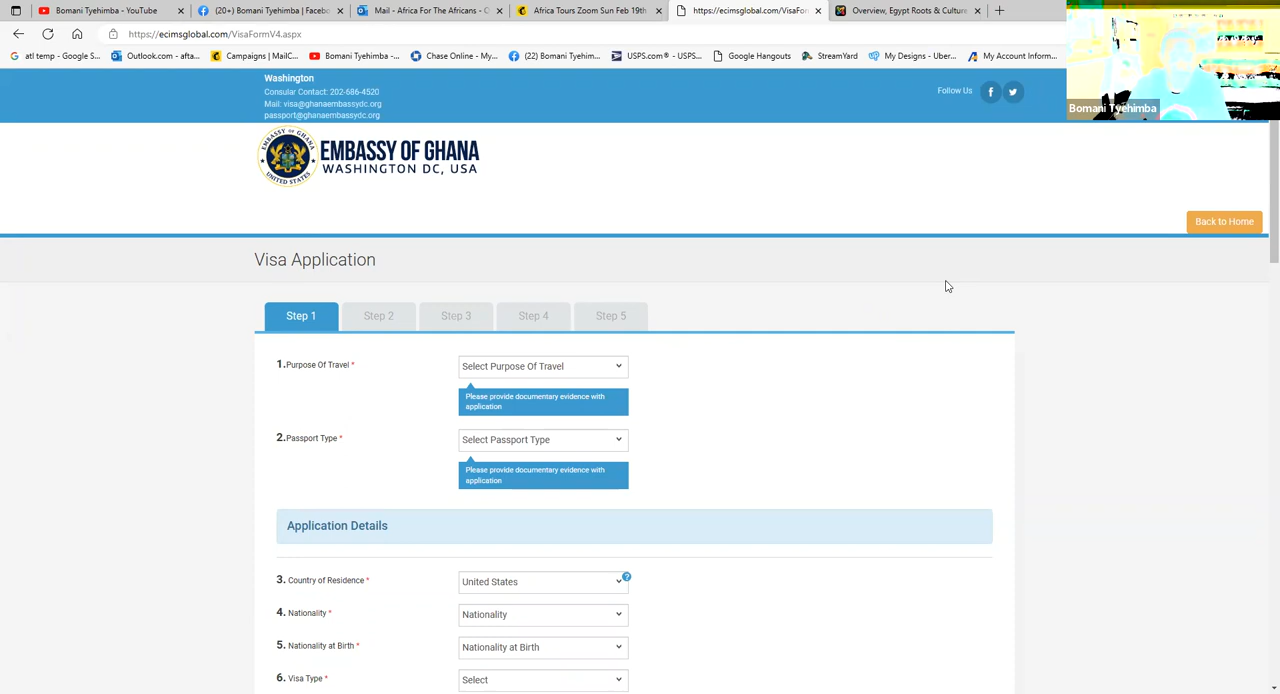 Bomani Tyehimba - YouTube
(20+) Bomani Tyehimba | Facebo
Mail - Africa For The Africans - O
Africa Tours Zoom Sun Feb 19th
https://ecimsglobal.com/VisaForm
Overview, Egypt Roots & Culture
https://ecimsglobal.com/VisaFormV4.aspx
atl temp - Google S...
Outlook.com - afta...
Campaigns | MailC...
Bomani Tyehimba -...
Chase Online - My...
(22) Bomani Tyehim...
USPS.com® - USPS...
Google Hangouts
StreamYard
My Designs - Uber...
My Account Inform...
Bomani Tyehimba
Washington
Consular Contact: 202-686-4520
Mail: visa@ghanaembassydc.org
passport@ghanaembassydc.org
Follow Us
EMBASSY OF GHANA
UNITED STATES
EMBASSY OF GHANA
WASHINGTON DC, USA
Back to Home
Visa Application
Step 1
Step 2
Step 3
Step 4
Step 5
1.Purpose Of Travel *
Select Purpose Of Travel
Please provide documentary evidence with
application
2.Passport Type *
Select Passport Type
Please provide documentary evidence with
application
Application Details
3. Country of Residence *
United States
?
4. Nationality *
Nationality
5. Nationality at Birth *
Nationality at Birth
6. Visa Type *
Select